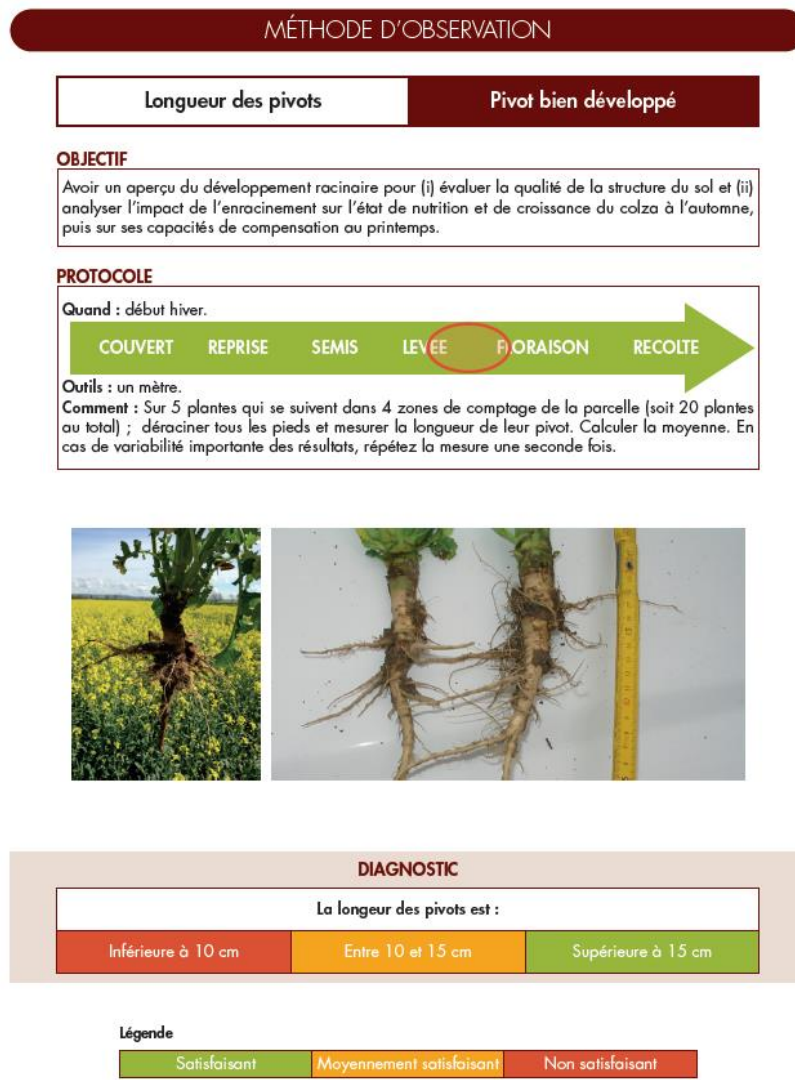 MÉTHODE D'OBSERVATION
Longueur des pivots
Pivot bien développé
OBJECTIF
Avoir un aperçu du développement racinaire pour (i) évaluer la qualité de la structure du sol et (ii)
analyser l'impact de l'enracinement sur l'état de nutrition et de croissance du colza à l'automne,
puis sur ses capacités de compensation au printemps.
PROTOCOLE
Quand : début hiver.
COUVERT REPRISE SEMIS LEVEE FLORAISON RECOLTE
Outils : un mètre.
Comment : Sur 5 plantes qui se suivent dans 4 zones de comptage de la parcelle (soit 20 plantes
au total) ; déraciner tous les pieds et mesurer la longueur de leur pivot. Calculer la moyenne. En
cas de variabilité importante des résultats, répétez la mesure une seconde fois.
DIAGNOSTIC
La longeur des pivots est :
Inférieure à 10 cm
Entre 10 et 15 cm
Supérieure à 15 cm
Légende
Satisfaisant
Moyennement satisfaisant
Non satisfaisant